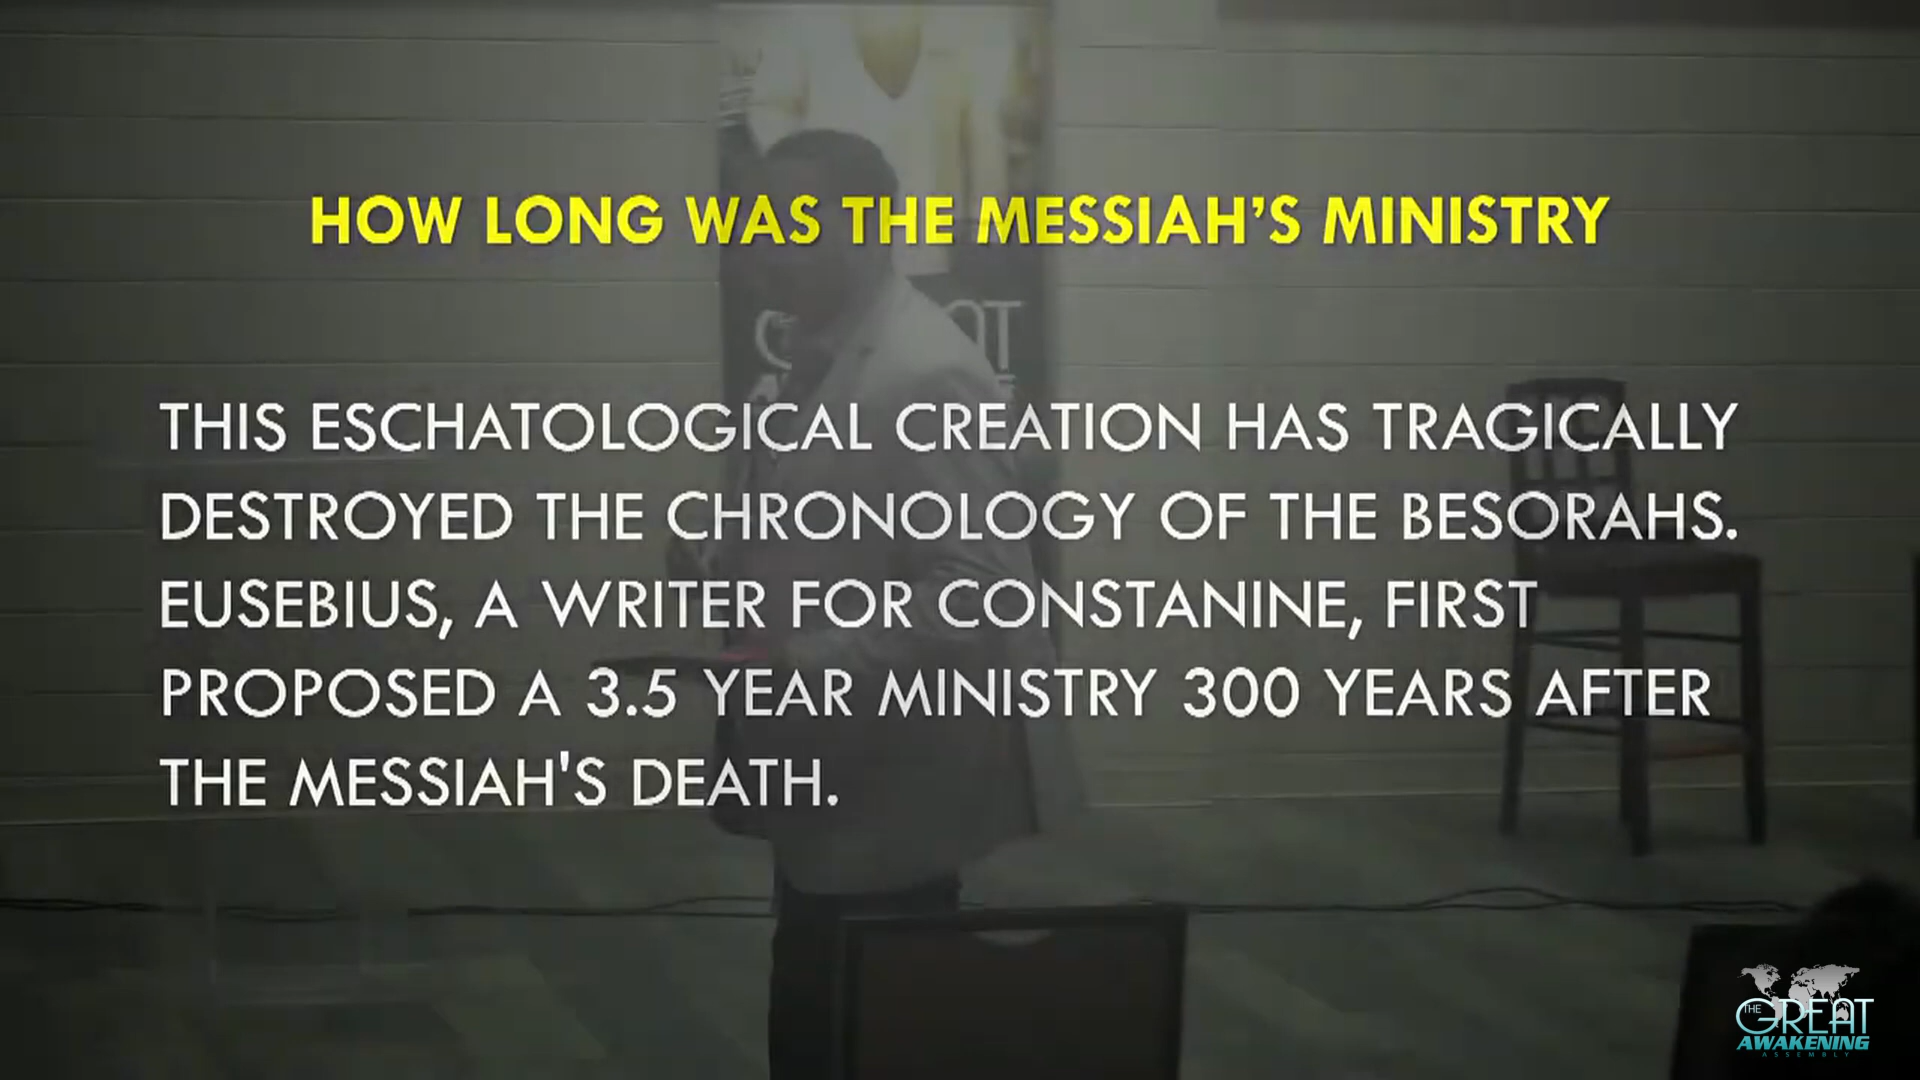 HOW LONG WAS THE MESSIAH'S MINISTRY
THIS ESCHATOLOGICAL CREATION HAS TRAGICALLY
DESTROYED THE CHRONOLOGY OF THE BESORAHS.
EUSEBIUS, A WRITER FOR CONSTANINE, FIRST
PROPOSED A 3.5 YEAR MINISTRY 300 YEARS AFTER
THE MESSIAH'S DEATH.
THE GREAT
AWAKENING
ASSEMBLY